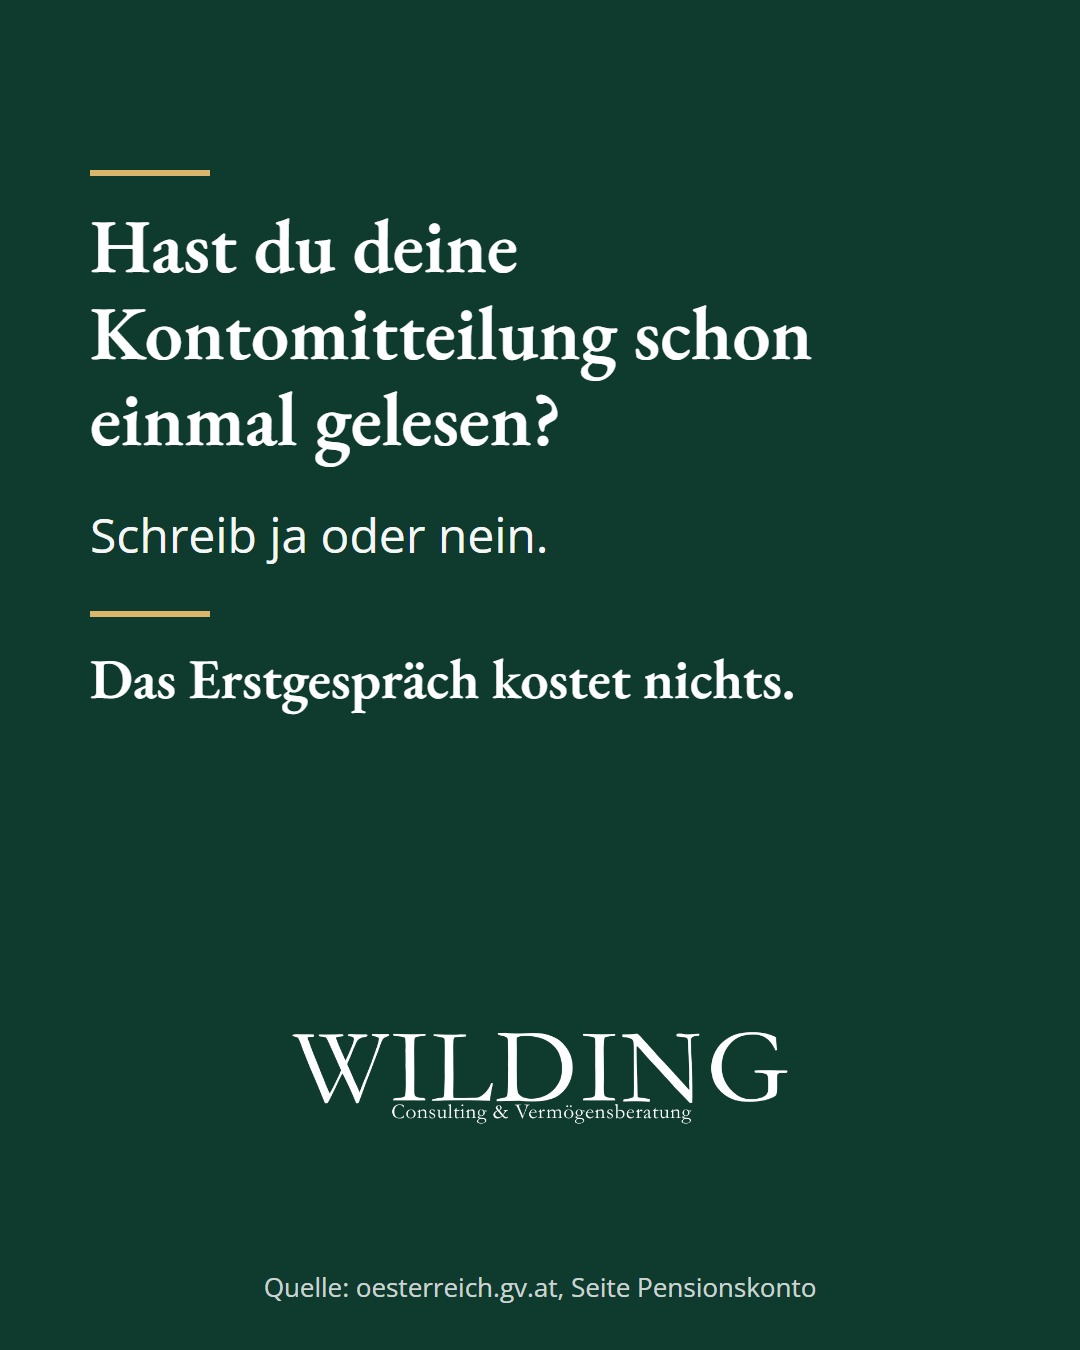 Hast du deine
Kontomitteilung schon
einmal gelesen?
Schreib ja oder nein.
Das Erstgespräch kostet nichts.
WILDING
Consulting & Vermögensberatung
Quelle: oesterreich.gv.at, Seite Pensionskonto